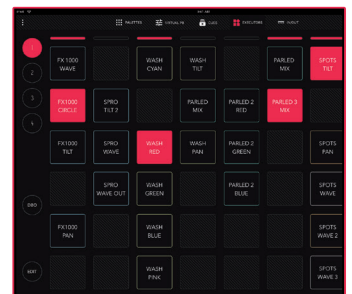 PALETTES VIRTUAL FX CUES EXECUTORS INPUT
1
FX 1000 WASH WASH PARLED SPOTS
WAVE CYAN TILT MIX TILT
2
3
FX1000 SPRO PARLED PARLED 2 PARLED 3
CIRCLE TILT 2 MIX RED MIX
4
FX1000 SPRO WASH WASH PARLED 2 SPOTS
TILT WAVE RED PAN GREEN PAN
SPRO WASH PARLED 2 SPOTS
WAVE OUT GREEN BLUE WAVE
FX1000 WASH SPOTS
PAN BLUE WAVE 2
EDIT
WASH SPOTS
PINK WAVE 3